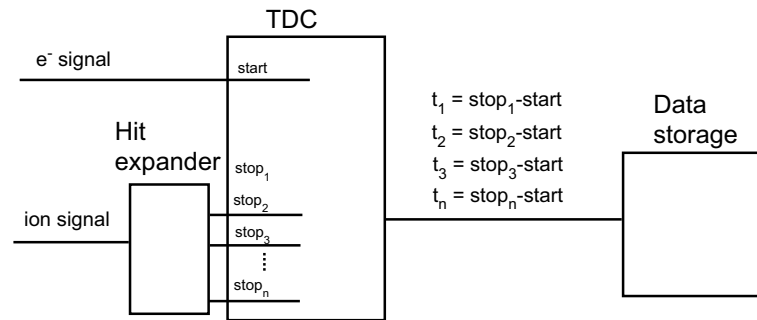 TDC
e⁻ signal
start
t₁ = stop₁-start
t₂ = stop₂-start
t₃ = stop₃-start
tₙ = stopₙ-start
Data
storage
Hit
expander
stop₁
stop₂
stop₃
stopₙ
ion signal